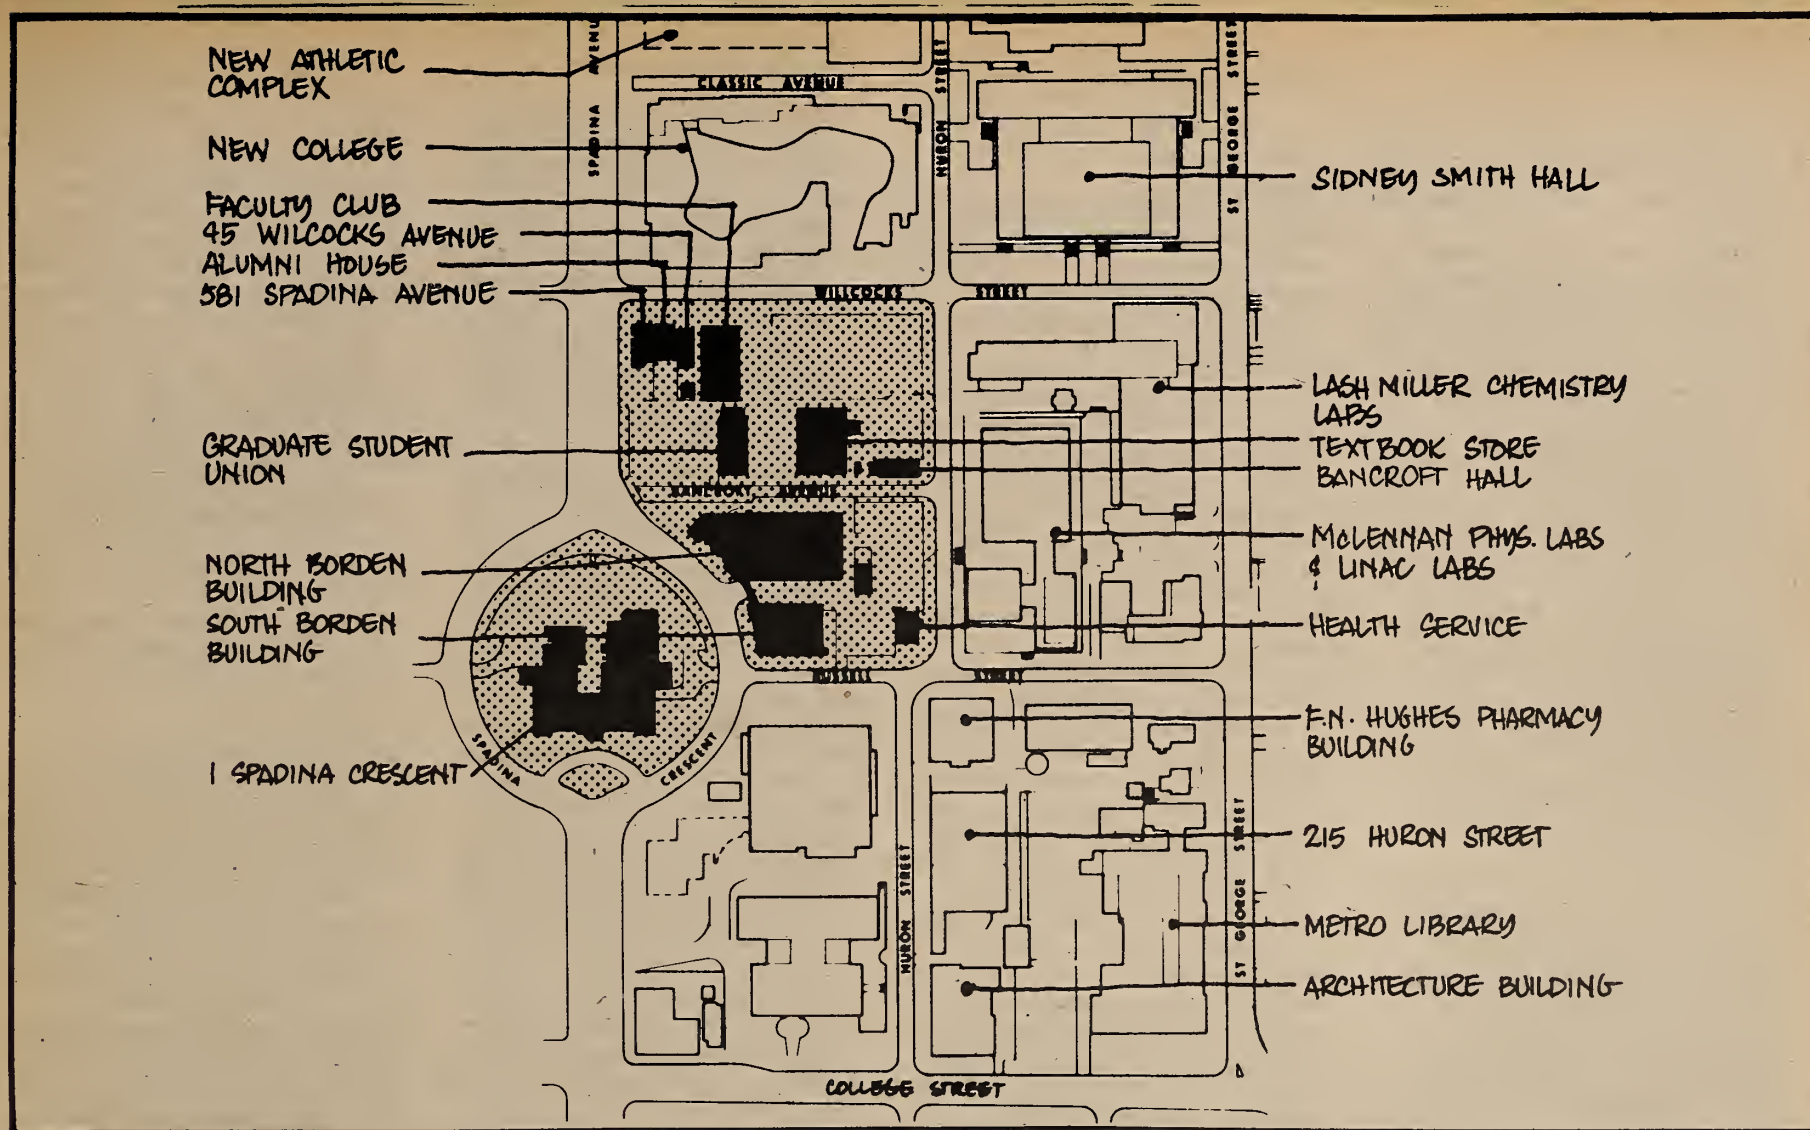 NEW ATHLETIC
COMPLEX
NEW COLLEGE
FACULTY CLUB
45 WILCOCKS AVENUE
ALUMNI HOUSE
581 SPADINA AVENUE
GRADUATE STUDENT
UNION
NORTH BORDEN
BUILDING
SOUTH BORDEN
BUILDING
1 SPADINA CRESCENT
SPADINA AVENU
CLASSIC AVENUE
HURON STREET
ST GEORGE STREET
WILLCOCKS STREET
BANCROFT AVENUE
RUSSELL STREET
SPADINA CRESCENT
HURON STREET
ST GEORGE STREET
COLLEGE STREET
SIDNEY SMITH HALL
LASH MILLER CHEMISTRY
LABS
TEXTBOOK STORE
BANCROFT HALL
McLENNAN PHYS. LABS
& LINAC LABS
HEALTH SERVICE
F.N. HUGHES PHARMACY
BUILDING
215 HURON STREET
METRO LIBRARY
ARCHITECTURE BUILDING